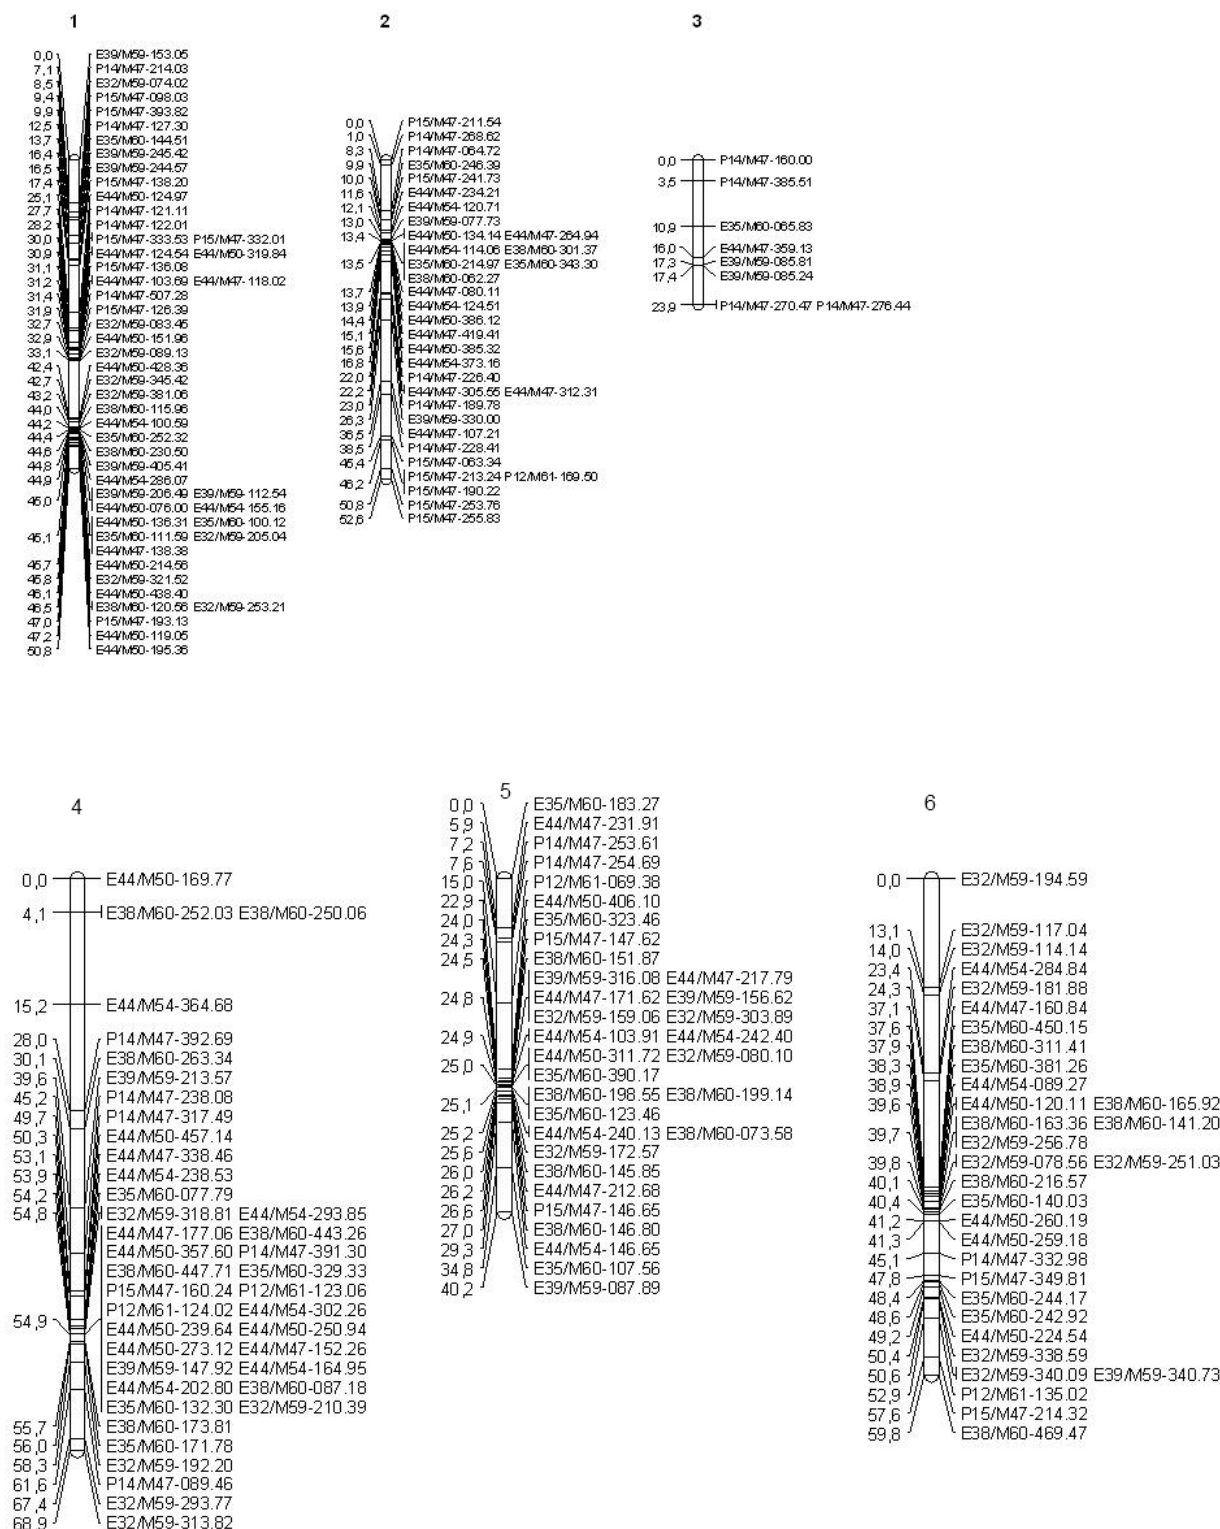 1
0,0 E39/M59-153.05
7,1 P14/M47-214.03
8,5 E32/M59-074.02
9,4 P15/M47-098.03
9,9 P15/M47-393.82
12,5 P14/M47-127.30
13,7 E35/M60-144.51
16,4 E39/M59-245.42
16,5 E39/M59-244.57
17,4 P15/M47-138.20
25,1 E44/M50-124.97
27,7 P14/M47-121.11
28,2 P14/M47-122.01
30,0 P15/M47-333.53 P15/M47-332.01
30,9 E44/M47-124.54 E44/M50-319.84
31,1 P15/M47-136.08
31,2 E44/M47-103.69 E44/M47-118.02
31,4 P14/M47-507.28
31,9 P15/M47-126.39
32,7 E32/M59-083.45
32,9 E44/M50-151.96
33,1 E32/M59-089.13
42,4 E44/M50-428.36
42,7 E32/M59-345.42
43,2 E32/M59-381.06
44,0 E38/M60-115.96
44,2 E44/M54-100.59
44,4 E35/M60-252.32
44,6 E38/M60-230.50
44,8 E39/M59-405.41
44,9 E44/M54-286.07
45,0 E39/M59-206.49 E39/M59-112.54
E44/M50-076.00 E44/M54-155.16
E44/M50-136.31 E35/M60-100.12
45,1 E35/M60-111.59 E32/M59-205.04
E44/M47-138.38
45,7 E44/M50-214.56
45,8 E32/M59-321.52
46,1 E44/M50-438.40
46,5 E38/M60-120.56 E32/M59-253.21
47,0 P15/M47-193.13
47,2 E44/M50-119.05
50,8 E44/M50-195.36
2
0,0 P15/M47-211.54
1,0 P14/M47-268.62
8,3 P14/M47-064.72
9,9 E35/M60-246.39
10,0 P15/M47-241.73
11,6 E44/M47-234.21
12,1 E44/M54-120.71
13,0 E39/M59-077.73
13,4 E44/M50-134.14 E44/M47-264.94
E44/M54-114.06 E38/M60-301.37
13,5 E35/M60-214.97 E35/M60-343.30
E38/M60-062.27
13,7 E44/M47-080.11
13,9 E44/M54-124.51
14,4 E44/M50-386.12
15,1 E44/M47-419.41
15,6 E44/M50-385.32
16,8 E44/M54-373.16
22,0 P14/M47-226.40
22,2 E44/M47-305.55 E44/M47-312.31
23,0 P14/M47-189.78
26,3 E39/M59-330.00
36,5 E44/M47-107.21
38,5 P14/M47-228.41
45,4 P15/M47-063.34
46,2 P15/M47-213.24 P12/M61-169.50
P15/M47-190.22
50,8 P15/M47-253.76
52,6 P15/M47-255.83
3
0,0 P14/M47-160.00
3,5 P14/M47-385.51
10,9 E35/M60-065.83
16,0 E44/M47-359.13
17,3 E39/M59-085.81
17,4 E39/M59-085.24
23,9 P14/M47-270.47 P14/M47-276.44
4
0,0 E44/M50-169.77
4,1 E38/M60-252.03 E38/M60-250.06
15,2 E44/M54-364.68
28,0 P14/M47-392.69
30,1 E38/M60-263.34
39,6 E39/M59-213.57
45,2 P14/M47-238.08
49,7 P14/M47-317.49
50,3 E44/M50-457.14
53,1 E44/M47-338.46
53,9 E44/M54-238.53
54,2 E35/M60-077.79
54,8 E32/M59-318.81 E44/M54-293.85
E44/M47-177.06 E38/M60-443.26
E44/M50-357.60 P14/M47-391.30
E38/M60-447.71 E35/M60-329.33
P15/M47-160.24 P12/M61-123.06
P12/M61-124.02 E44/M54-302.26
54,9 E44/M50-239.64 E44/M50-250.94
E44/M50-273.12 E44/M47-152.26
E39/M59-147.92 E44/M54-164.95
E44/M54-202.80 E38/M60-087.18
E35/M60-132.30 E32/M59-210.39
55,7 E38/M60-173.81
56,0 E35/M60-171.78
58,3 E32/M59-192.20
61,6 P14/M47-089.46
67,4 E32/M59-293.77
68,9 E32/M59-313.82
5
0,0 E35/M60-183.27
5,9 E44/M47-231.91
7,2 P14/M47-253.61
7,6 P14/M47-254.69
15,0 P12/M61-069.38
22,9 E44/M50-406.10
24,0 E35/M60-323.46
24,3 P15/M47-147.62
24,5 E38/M60-151.87
E39/M59-316.08 E44/M47-217.79
24,8 E44/M47-171.62 E39/M59-156.62
E32/M59-159.06 E32/M59-303.89
24,9 E44/M54-103.91 E44/M54-242.40
E44/M50-311.72 E32/M59-080.10
25,0 E35/M60-390.17
E38/M60-198.55 E38/M60-199.14
25,1 E35/M60-123.46
25,2 E44/M54-240.13 E38/M60-073.58
25,6 E32/M59-172.57
26,0 E38/M60-145.85
26,2 E44/M47-212.68
26,6 P15/M47-146.65
27,0 E38/M60-146.80
29,3 E44/M54-146.65
34,8 E35/M60-107.56
40,2 E39/M59-087.89
6
0,0 E32/M59-194.59
13,1 E32/M59-117.04
14,0 E32/M59-114.14
23,4 E44/M54-284.84
24,3 E32/M59-181.88
37,1 E44/M47-160.84
37,6 E35/M60-450.15
37,9 E38/M60-311.41
38,3 E35/M60-381.26
38,9 E44/M54-089.27
39,6 E44/M50-120.11 E38/M60-165.92
E38/M60-163.36 E38/M60-141.20
39,7 E32/M59-256.78
39,8 E32/M59-078.56 E32/M59-251.03
40,1 E38/M60-216.57
40,4 E35/M60-140.03
41,2 E44/M50-260.19
41,3 E44/M50-259.18
45,1 P14/M47-332.98
47,8 P15/M47-349.81
48,4 E35/M60-244.17
48,6 E35/M60-242.92
49,2 E44/M50-224.54
50,4 E32/M59-338.59
50,6 E32/M59-340.09 E39/M59-340.73
52,9 P12/M61-135.02
57,6 P15/M47-214.32
59,8 E38/M60-469.47